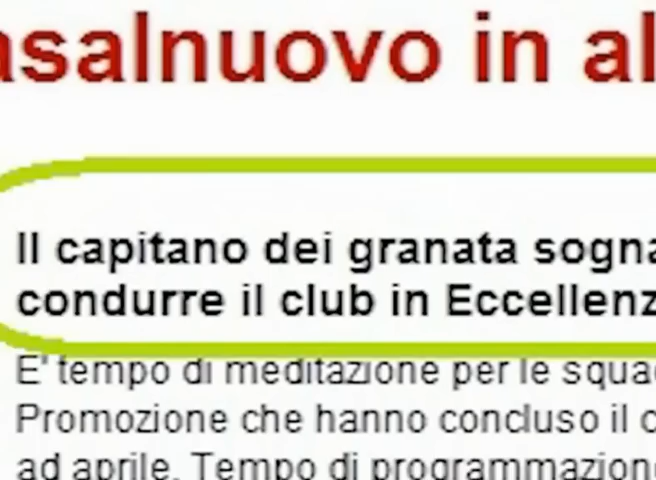 asalnuovo in al
Il capitano dei granata sogna
condurre il club in Eccellenz
E' tempo di meditazione per le squa
Promozione che hanno concluso il c
ad aprile. Tempo di programmazion